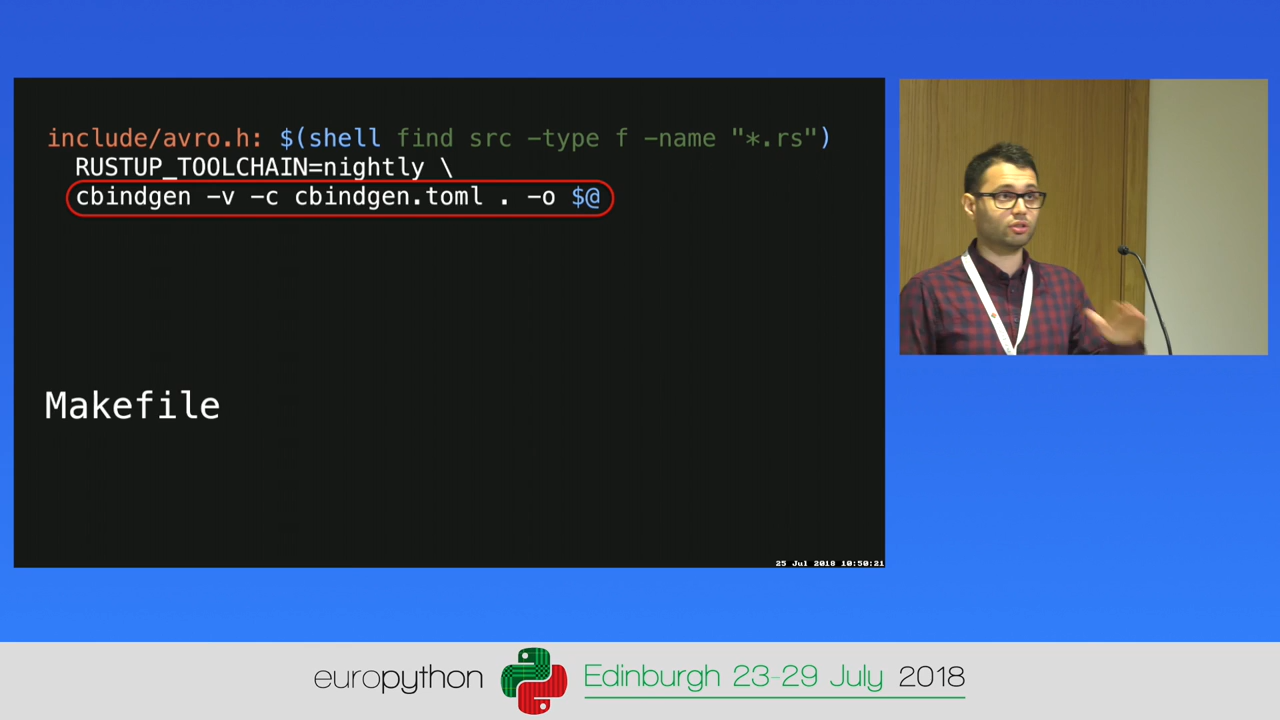 include/avro.h: $(shell find src -type f -name "*.rs")
RUSTUP_TOOLCHAIN=nightly \
cbindgen -v -c cbindgen.toml . -o $@
Makefile
25 Jul 2018 10:50:21
europython Edinburgh 23-29 July 2018